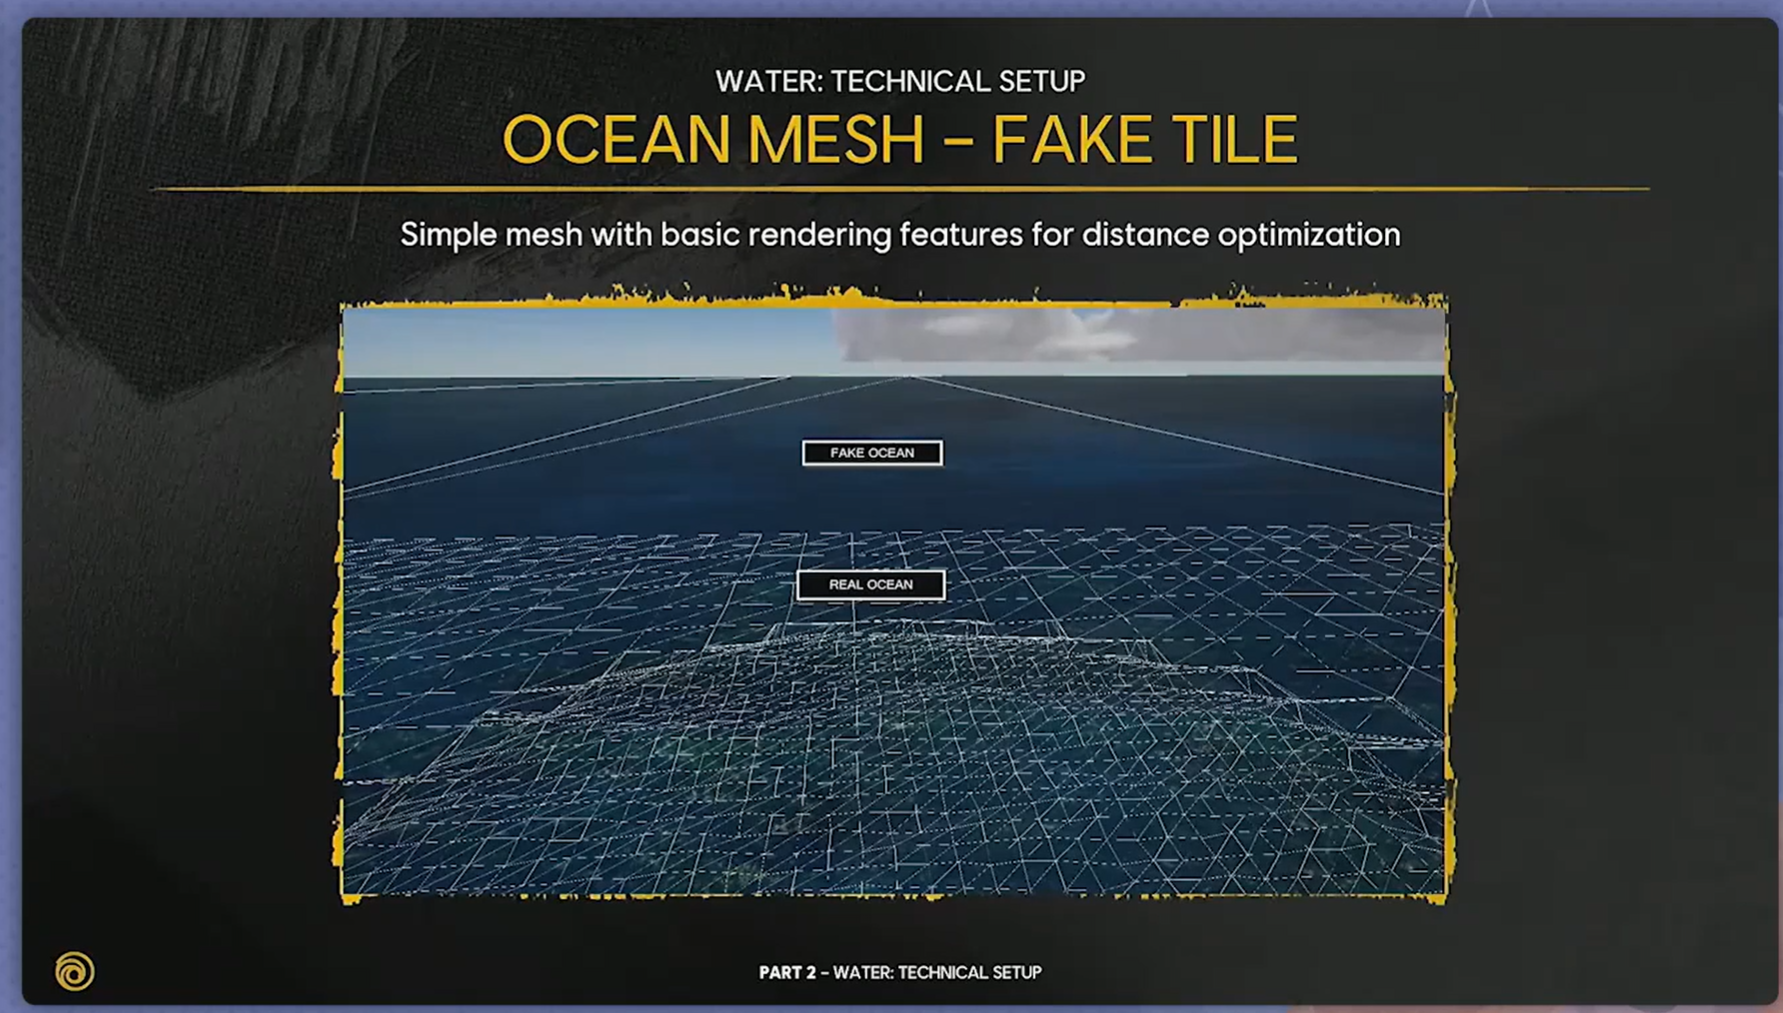 WATER: TECHNICAL SETUP
OCEAN MESH – FAKE TILE
Simple mesh with basic rendering features for distance optimization
FAKE OCEAN
REAL OCEAN
PART 2 – WATER: TECHNICAL SETUP